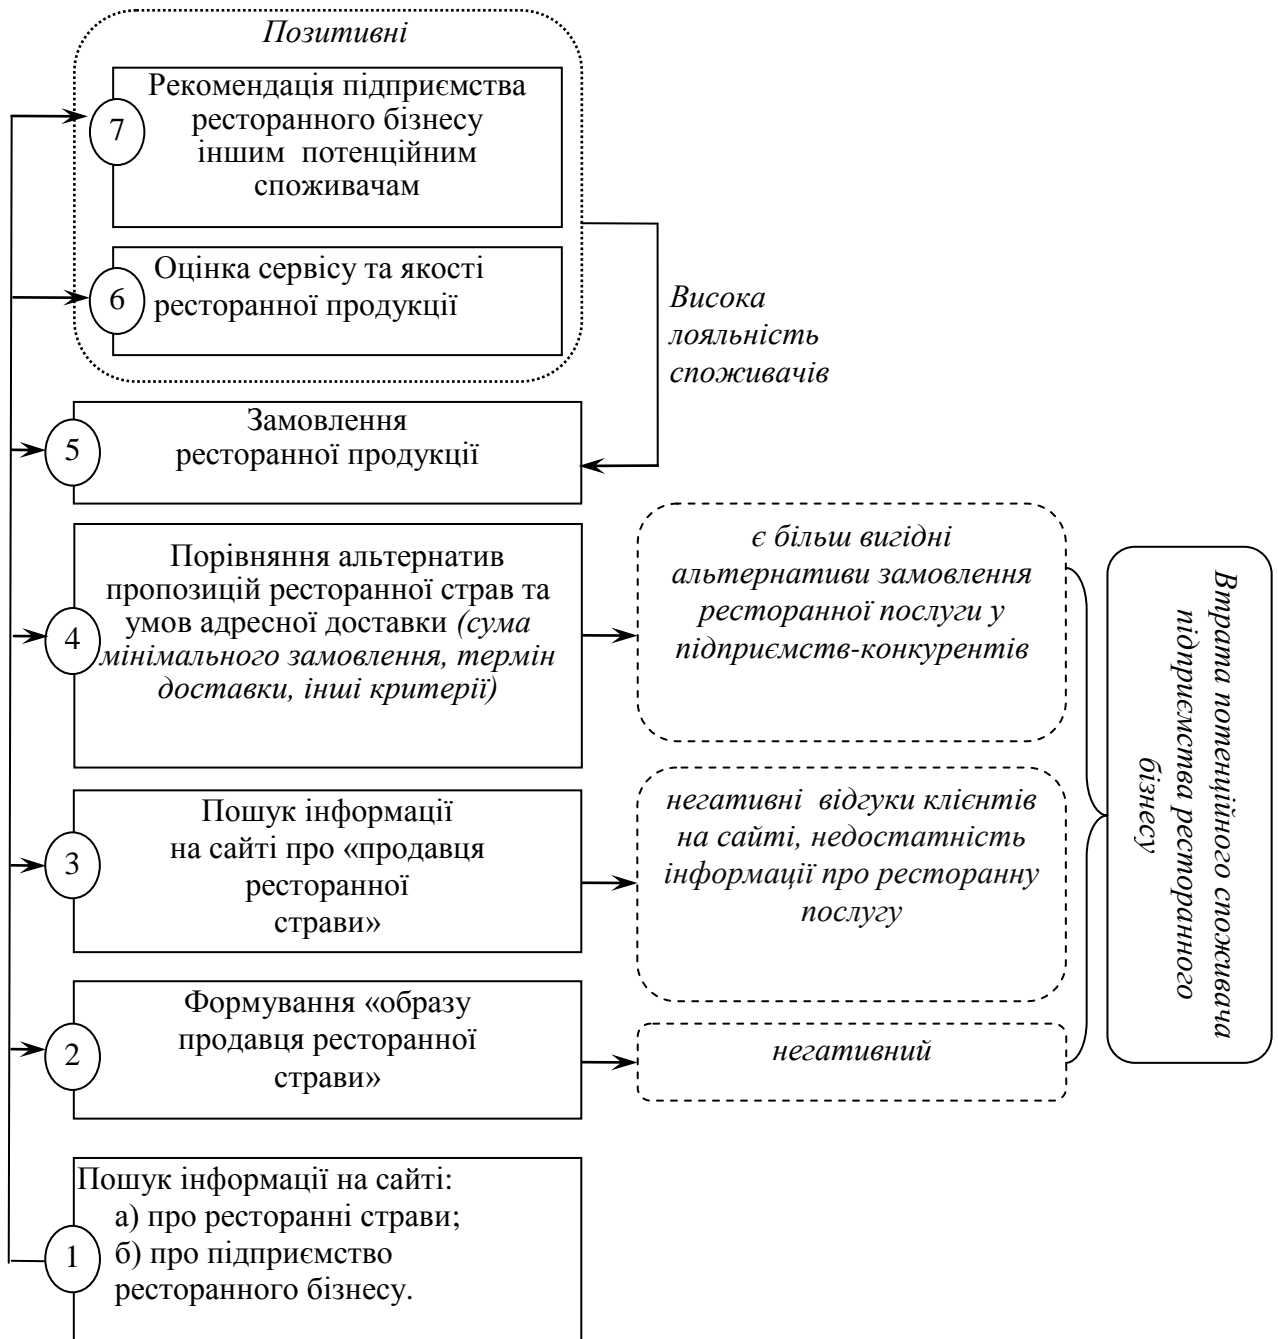 Позитивні
7
Рекомендація підприємства
ресторанного бізнесу
іншим потенційним
споживачам
6
Оцінка сервісу та якості
ресторанної продукції
Висока
лояльність
споживачів
5
Замовлення
ресторанної продукції
4
Порівняння альтернатив
пропозицій ресторанної страв та
умов адресної доставки (сума
мінімального замовлення, термін
доставки, інші критерії)
є більш вигідні
альтернативи замовлення
ресторанної послуги у
підприємств-конкурентів
3
Пошук інформації
на сайті про «продавця
ресторанної
страви»
негативні відгуки клієнтів
на сайті, недостатність
інформації про ресторанну
послугу
2
Формування «образу
продавця ресторанної
страви»
негативний
Втрата потенційного споживача
підприємства ресторанного
бізнесу
1
Пошук інформації на сайті:
а) про ресторанні страви;
б) про підприємство
ресторанного бізнесу.